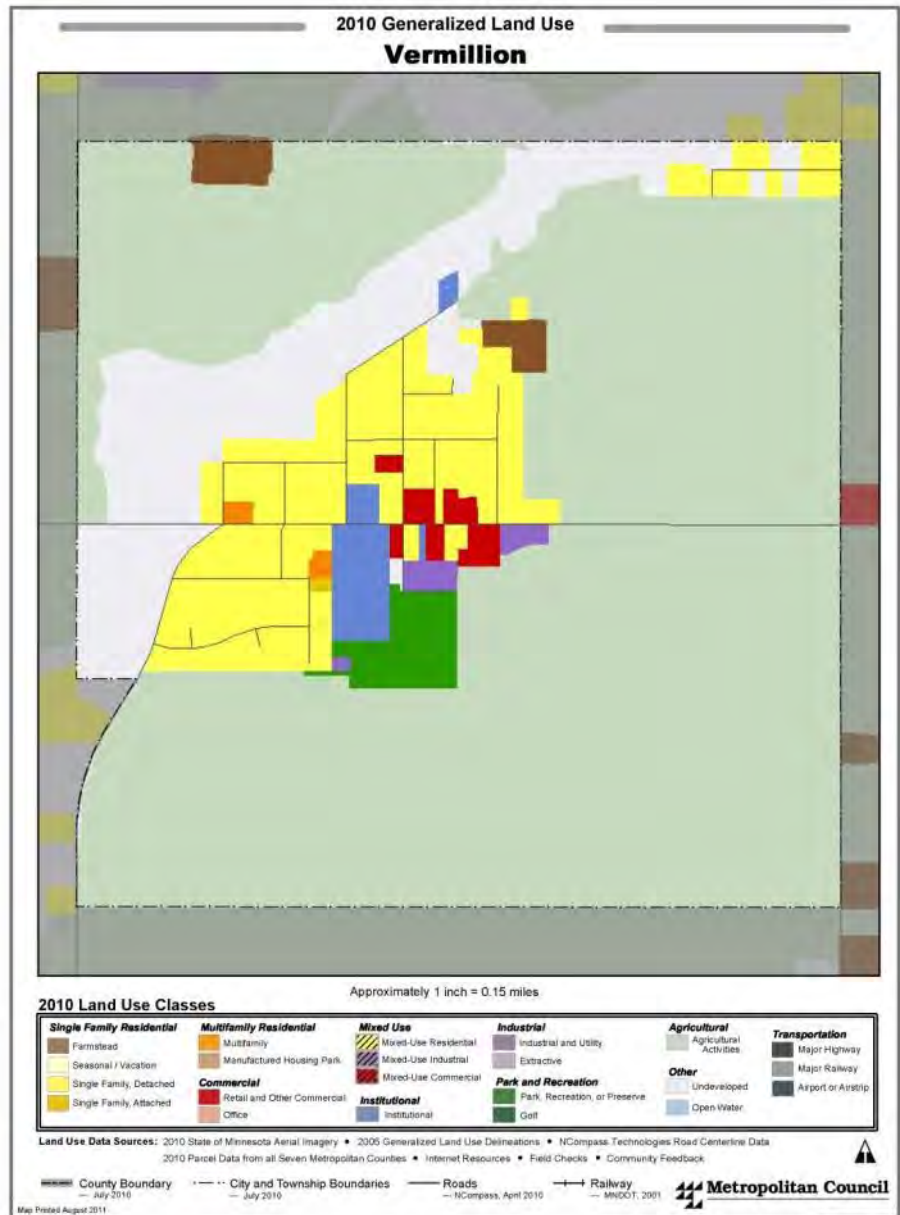 2010 Generalized Land Use
Vermillion
Approximately 1 inch = 0.15 miles
2010 Land Use Classes
Single Family Residential
Farmstead
Seasonal / Vacation
Single Family, Detached
Single Family, Attached
Multifamily Residential
Multifamily
Manufactured Housing Park
Commercial
Retail and Other Commercial
Office
Mixed Use
Mixed-Use Residential
Mixed-Use Industrial
Mixed-Use Commercial
Institutional
Institutional
Industrial
Industrial and Utility
Extractive
Park and Recreation
Park, Recreation, or Preserve
Golf
Agricultural
Agricultural
Activities
Other
Undeveloped
Open Water
Transportation
Major Highway
Major Railway
Airport or Airstrip
Land Use Data Sources: 2010 State of Minnesota Aerial Imagery • 2005 Generalized Land Use Delineations • NCompass Technologies Road Centerline Data
2010 Parcel Data from all Seven Metropolitan Counties • Internet Resources • Field Checks • Community Feedback
County Boundary
— July 2010
City and Township Boundaries
— July 2010
Roads
— NCompass, April 2010
Railway
— MNDOT, 2001
Metropolitan Council
Map Printed August 2011